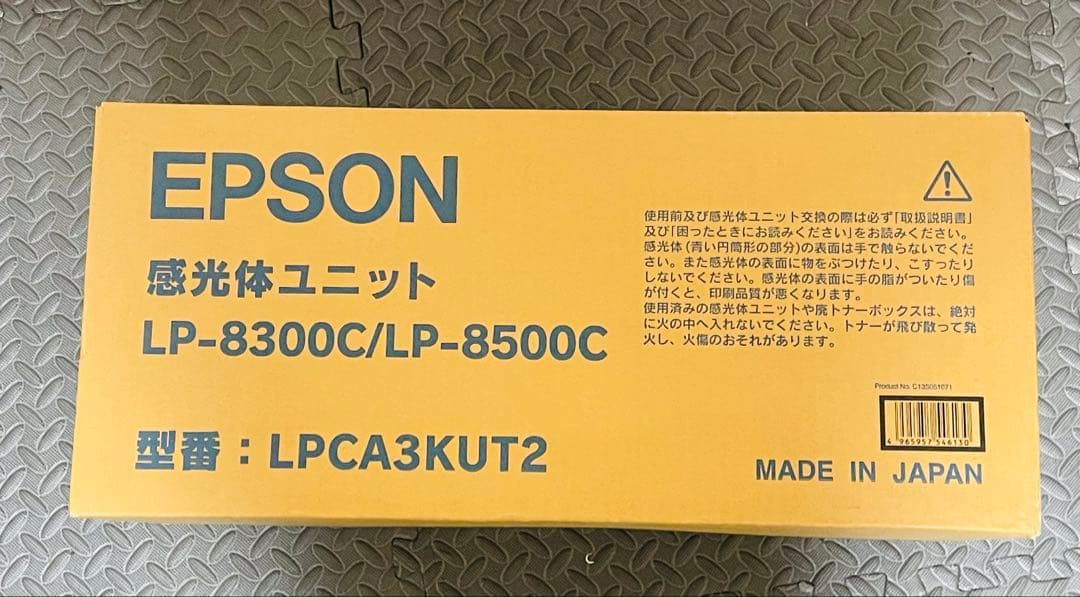 EPSON
感光体ユニット
LP-8300C/LP-8500C
型番：LPCA3KUT2
使用前及び感光体ユニット交換の際は必ず「取扱説明書」
及び「困ったときにお読みください」をお読みください。
感光体(青い円筒形の部分)の表面は手で触らないでくだ
さい。また感光体の表面に物をぶつけたり、こすったり
しないでください。感光体の表面に手の脂がついたり傷
が付くと、印刷品質が悪くなります。
使用済みの感光体ユニットや廃トナーボックスは、絶対
に火の中へ入れないでください。トナーが飛び散って発
火し、火傷のおそれがあります。
Product No. C13S051071
4 965957 546130
MADE IN JAPAN